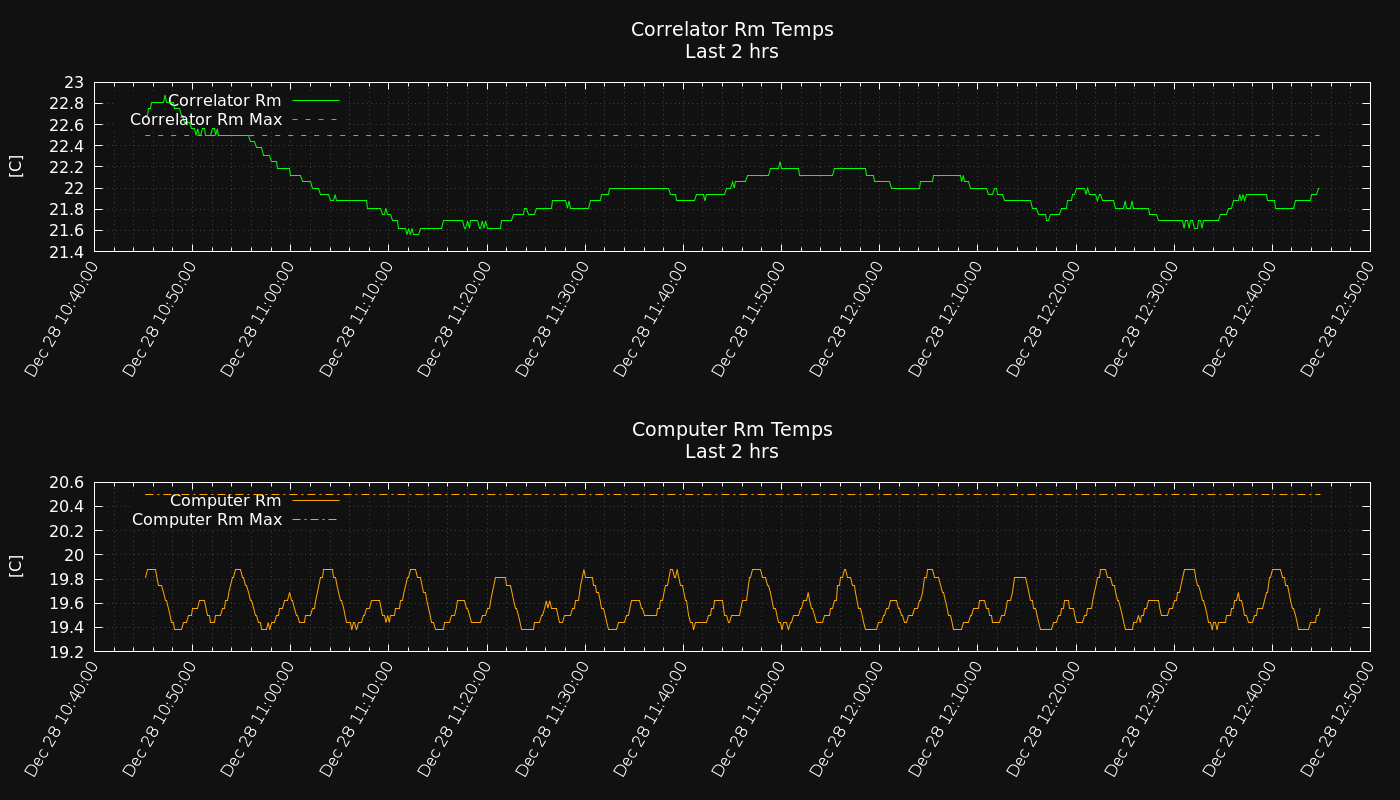 Correlator Rm Temps
Last 2 hrs
[C]
23
22.8
22.6
22.4
22.2
22
21.8
21.6
21.4
Correlator Rm
Correlator Rm Max
Dec 28 10:40:00
Dec 28 10:50:00
Dec 28 11:00:00
Dec 28 11:10:00
Dec 28 11:20:00
Dec 28 11:30:00
Dec 28 11:40:00
Dec 28 11:50:00
Dec 28 12:00:00
Dec 28 12:10:00
Dec 28 12:20:00
Dec 28 12:30:00
Dec 28 12:40:00
Dec 28 12:50:00
Computer Rm Temps
Last 2 hrs
[C]
20.6
20.4
20.2
20
19.8
19.6
19.4
19.2
Computer Rm
Computer Rm Max
Dec 28 10:40:00
Dec 28 10:50:00
Dec 28 11:00:00
Dec 28 11:10:00
Dec 28 11:20:00
Dec 28 11:30:00
Dec 28 11:40:00
Dec 28 11:50:00
Dec 28 12:00:00
Dec 28 12:10:00
Dec 28 12:20:00
Dec 28 12:30:00
Dec 28 12:40:00
Dec 28 12:50:00